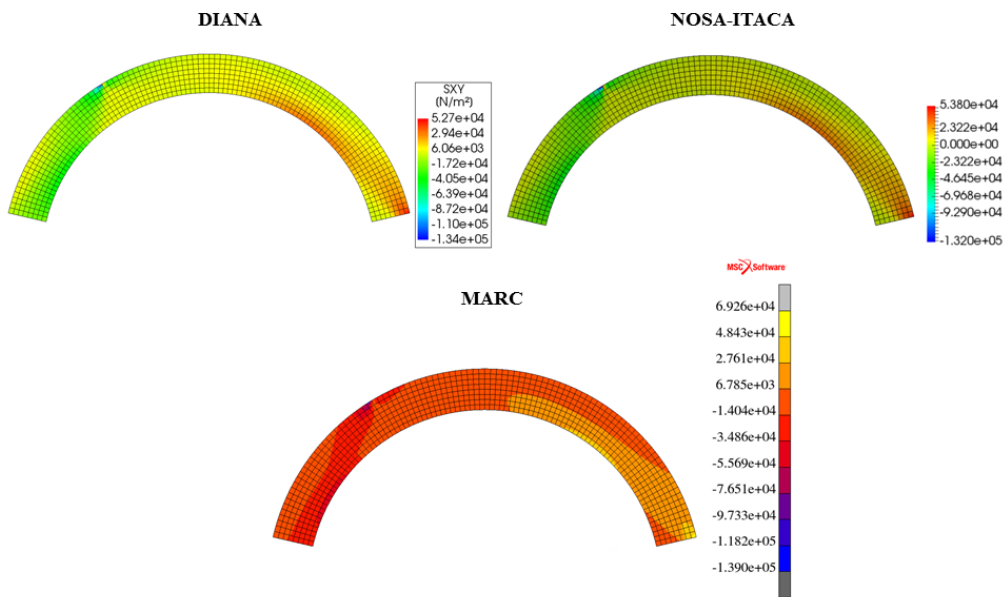 DIANA
NOSA-ITACA
SXY
(N/m²)
5.27e+04
2.94e+04
6.06e+03
-1.72e+04
-4.05e+04
-6.39e+04
-8.72e+04
-1.10e+05
-1.34e+05
5.380e+04
2.322e+04
0.000e+00
-2.322e+04
-4.645e+04
-6.968e+04
-9.290e+04
-1.320e+05
MSC Software
MARC
6.926e+04
4.843e+04
2.761e+04
6.785e+03
-1.404e+04
-3.486e+04
-5.569e+04
-7.651e+04
-9.733e+04
-1.182e+05
-1.390e+05